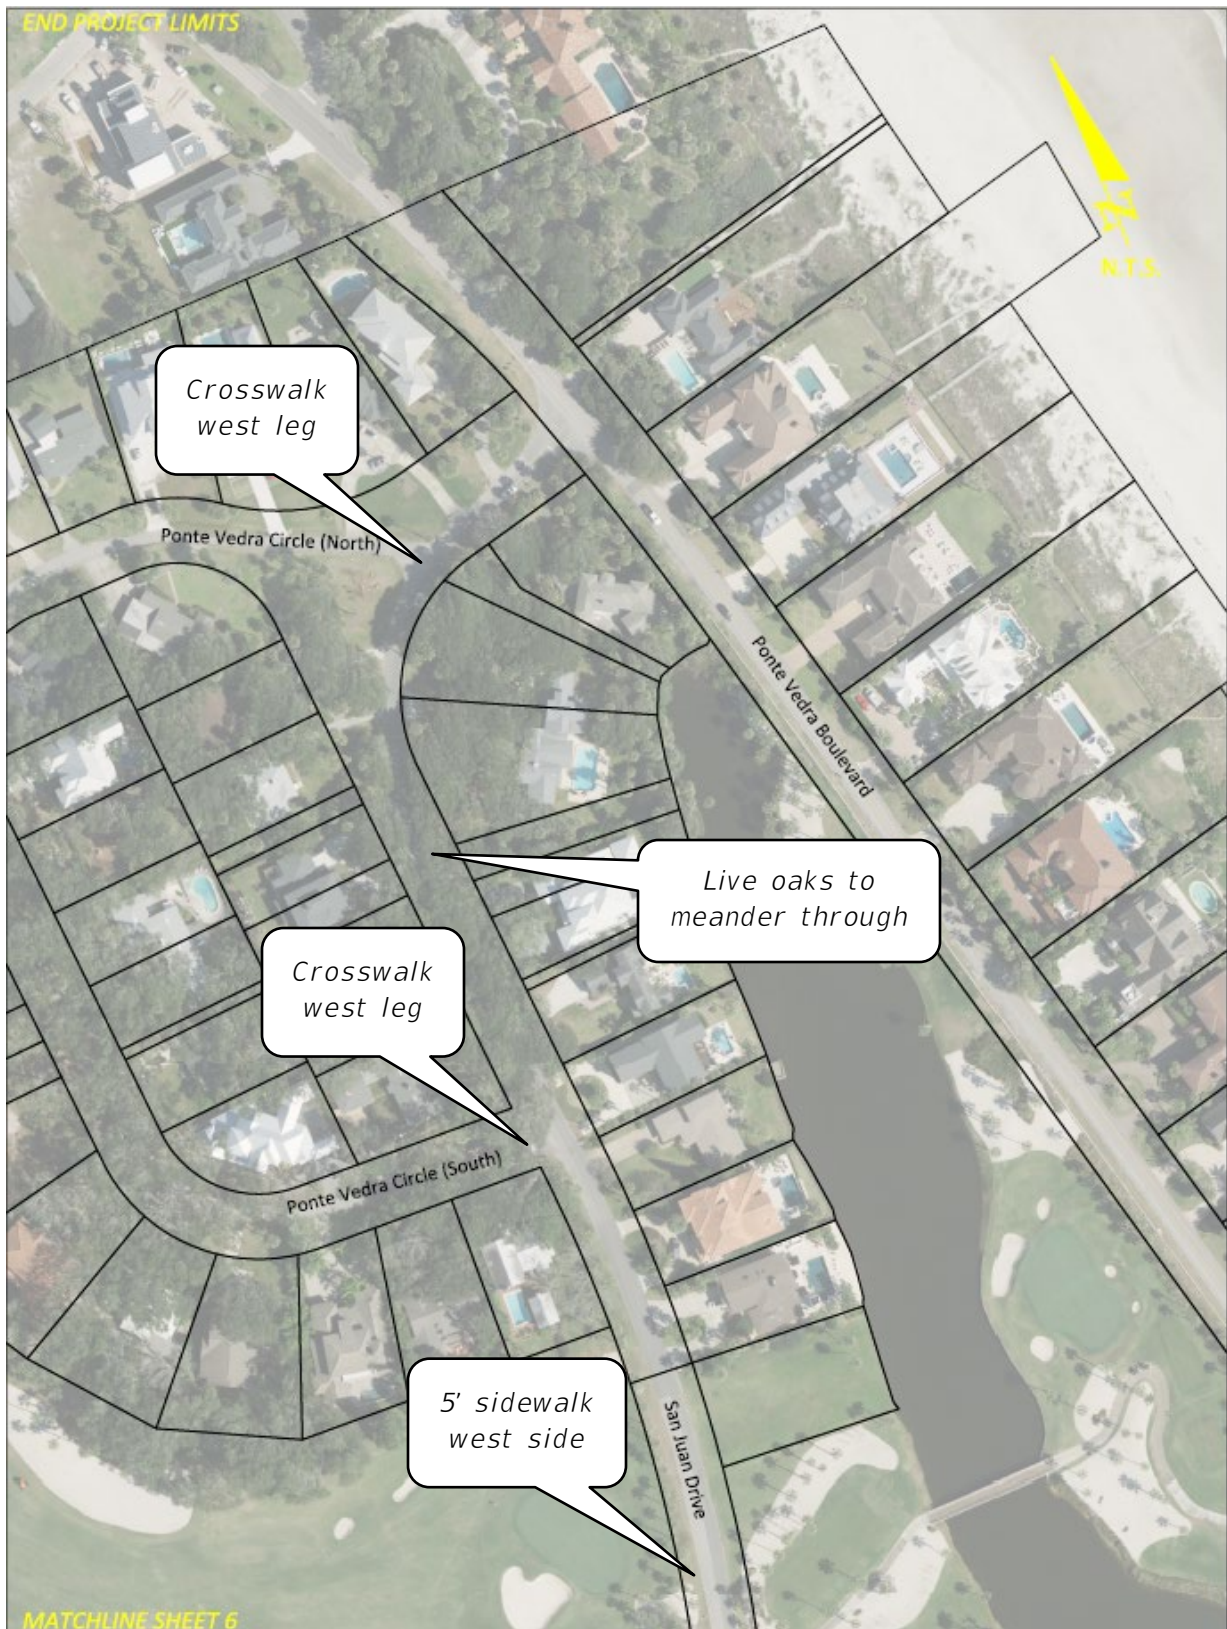 END PROJECT LIMITS
N.T.S.
Crosswalk
west leg
Ponte Vedra Circle (North)
Ponte Vedra Boulevard
Live oaks to
meander through
Crosswalk
west leg
Ponte Vedra Circle (South)
5' sidewalk
west side
San Juan Drive
MATCHLINE SHEET 6